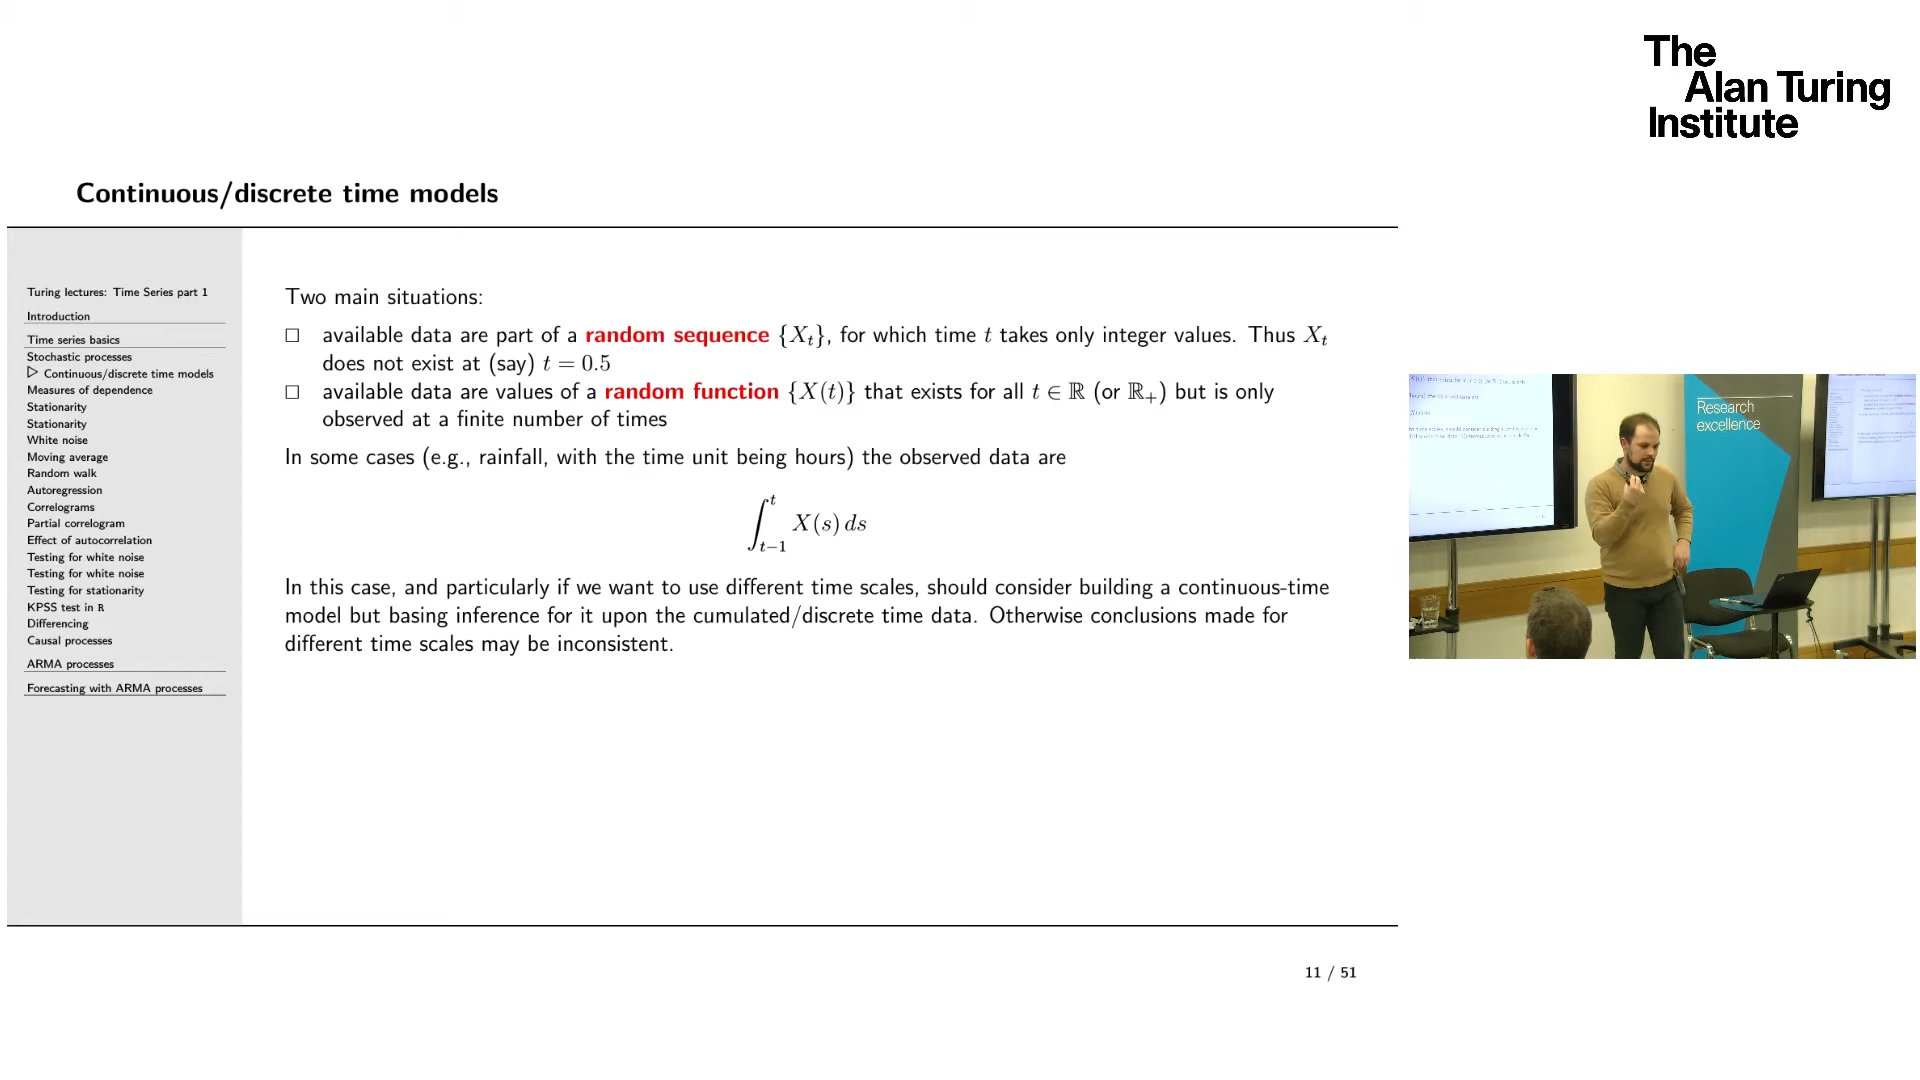 The
Alan Turing
Institute
Continuous/discrete time models
Turing lectures: Time Series part 1
Introduction
Time series basics
Stochastic processes
▷ Continuous/discrete time models
Measures of dependence
Stationarity
Stationarity
White noise
Moving average
Random walk
Autoregression
Correlograms
Partial correlogram
Effect of autocorrelation
Testing for white noise
Testing for white noise
Testing for stationarity
KPSS test in R
Differencing
Causal processes
ARMA processes
Forecasting with ARMA processes
Two main situations:
□ available data are part of a random sequence {X_t}, for which time t takes only integer values. Thus X_t
does not exist at (say) t = 0.5
□ available data are values of a random function {X(t)} that exists for all t ∈ ℝ (or ℝ_+) but is only
observed at a finite number of times
In some cases (e.g., rainfall, with the time unit being hours) the observed data are
∫_{t−1}^{t} X(s) ds
In this case, and particularly if we want to use different time scales, should consider building a continuous-time
model but basing inference for it upon the cumulated/discrete time data. Otherwise conclusions made for
different time scales may be inconsistent.
11 / 51
Research
excellence